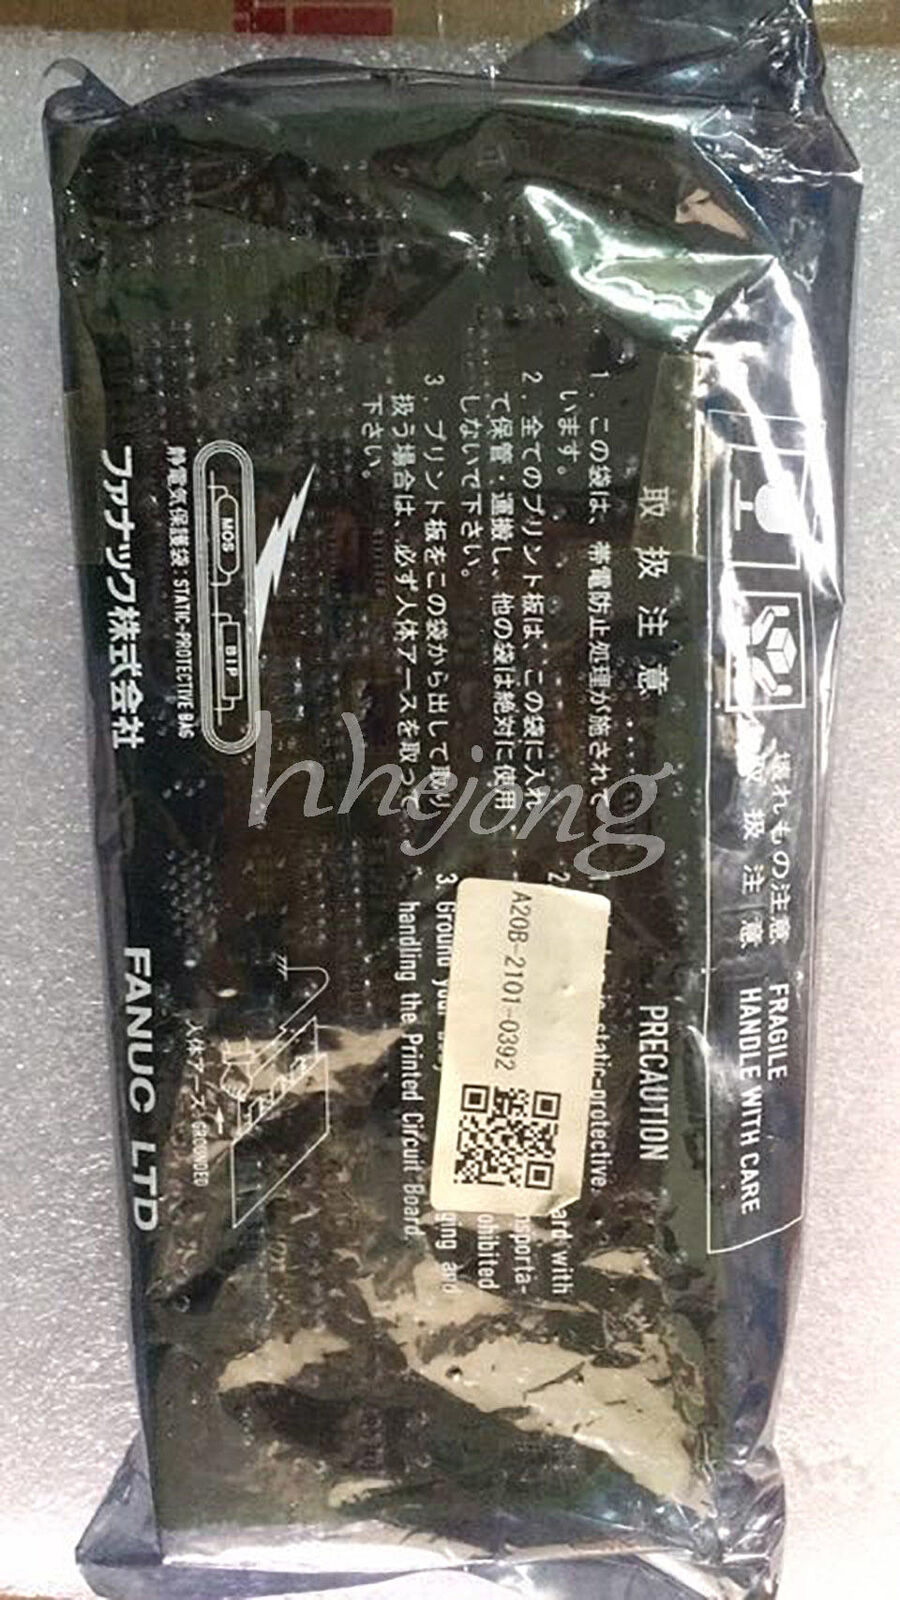 壊れもの注意
取扱注意
FRAGILE
HANDLE WITH CARE
取扱注意
1. この袋は、帯電防止処理が施されて
います。
2. 全てのプリント板は、この袋に入れ
て保管・運搬し、他の袋は絶対に使用
しないで下さい。
3. プリント板をこの袋から出して取り
扱う場合は、必ず人体アースを取って
下さい。
PRECAUTION
static-protective.
2
with
ohibited
and
3. Ground your
handling the Printed Circuit Board.
A20B-2101-0392
MOS
BIP
静電気保護袋:STATIC-PROTECTIVE BAG
ファナック株式会社
人体アース/GROUNDED
FANUC LTD
hhejong